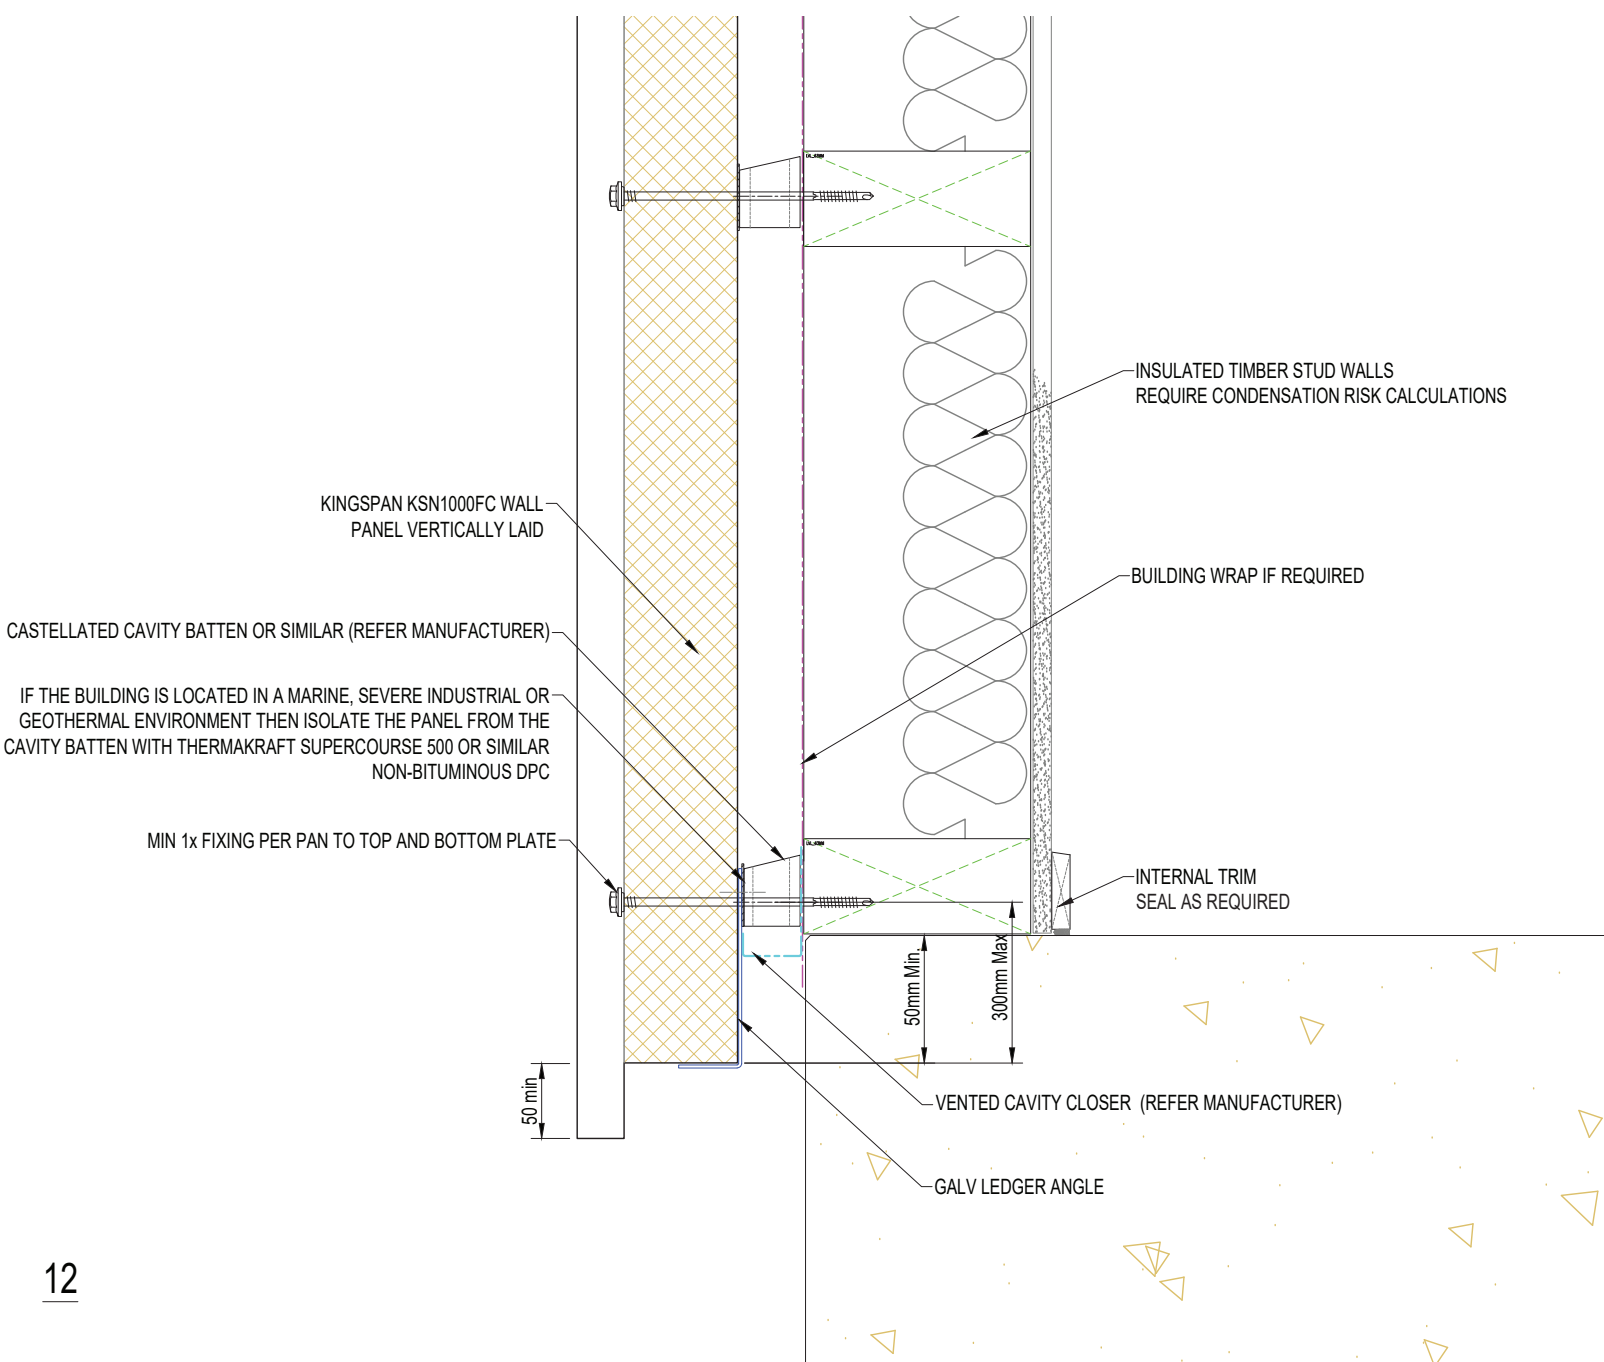 INSULATED TIMBER STUD WALLS
REQUIRE CONDENSATION RISK CALCULATIONS
KINGSPAN KSN1000FC WALL
PANEL VERTICALLY LAID
BUILDING WRAP IF REQUIRED
CASTELLATED CAVITY BATTEN OR SIMILAR (REFER MANUFACTURER)
IF THE BUILDING IS LOCATED IN A MARINE, SEVERE INDUSTRIAL OR
GEOTHERMAL ENVIRONMENT THEN ISOLATE THE PANEL FROM THE
CAVITY BATTEN WITH THERMAKRAFT SUPERCOURSE 500 OR SIMILAR
NON-BITUMINOUS DPC
MIN 1x FIXING PER PAN TO TOP AND BOTTOM PLATE
INTERNAL TRIM
SEAL AS REQUIRED
50mm Min.
300mm Max
50 min
VENTED CAVITY CLOSER (REFER MANUFACTURER)
GALV LEDGER ANGLE
12